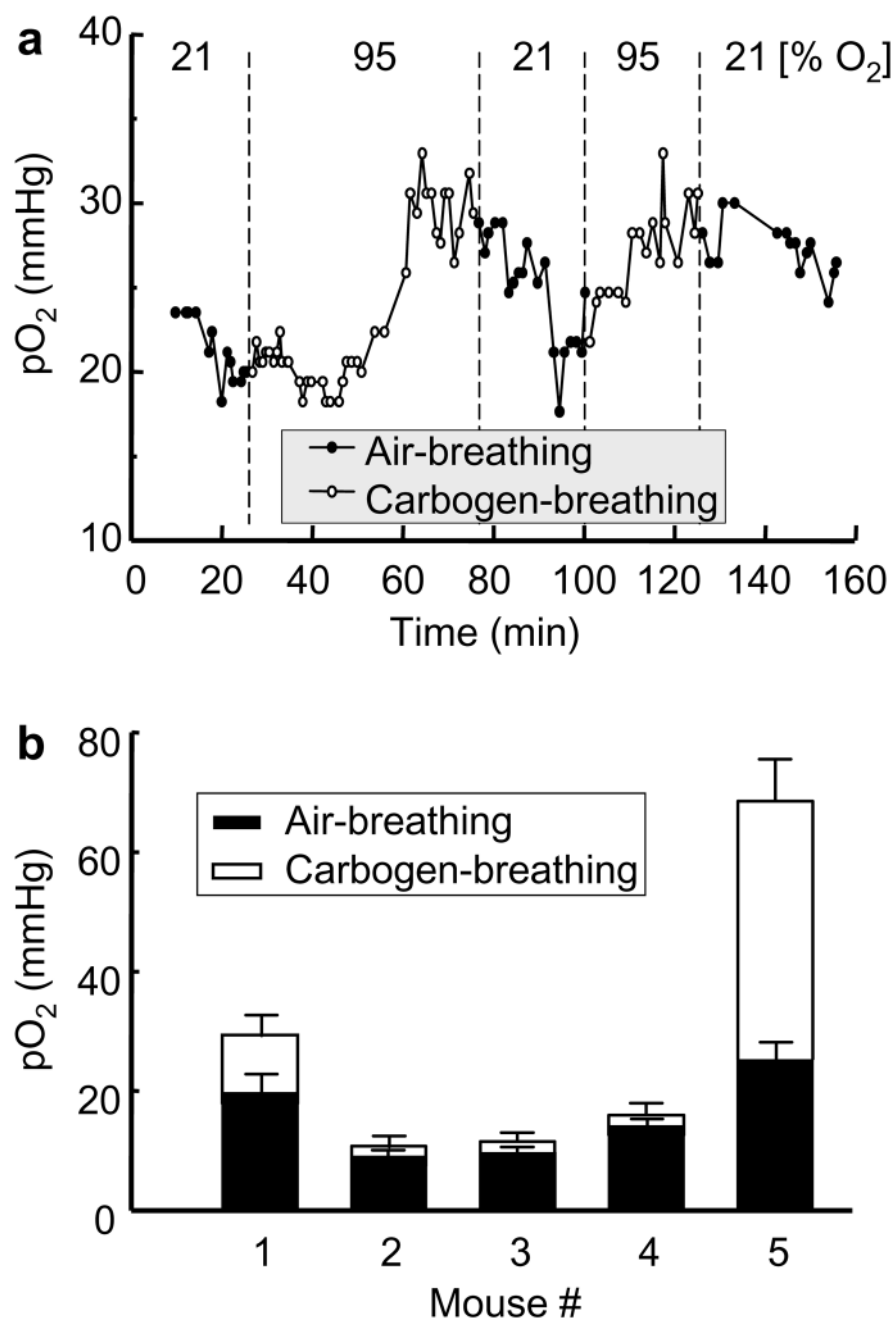 a
40
21 95 21 95 21 [% O₂]
30
pO₂ (mmHg)
20
Air-breathing
Carbogen-breathing
10
0 20 40 60 80 100 120 140 160
Time (min)
b
80
Air-breathing
Carbogen-breathing
60
pO₂ (mmHg)
40
20
0
1 2 3 4 5
Mouse #